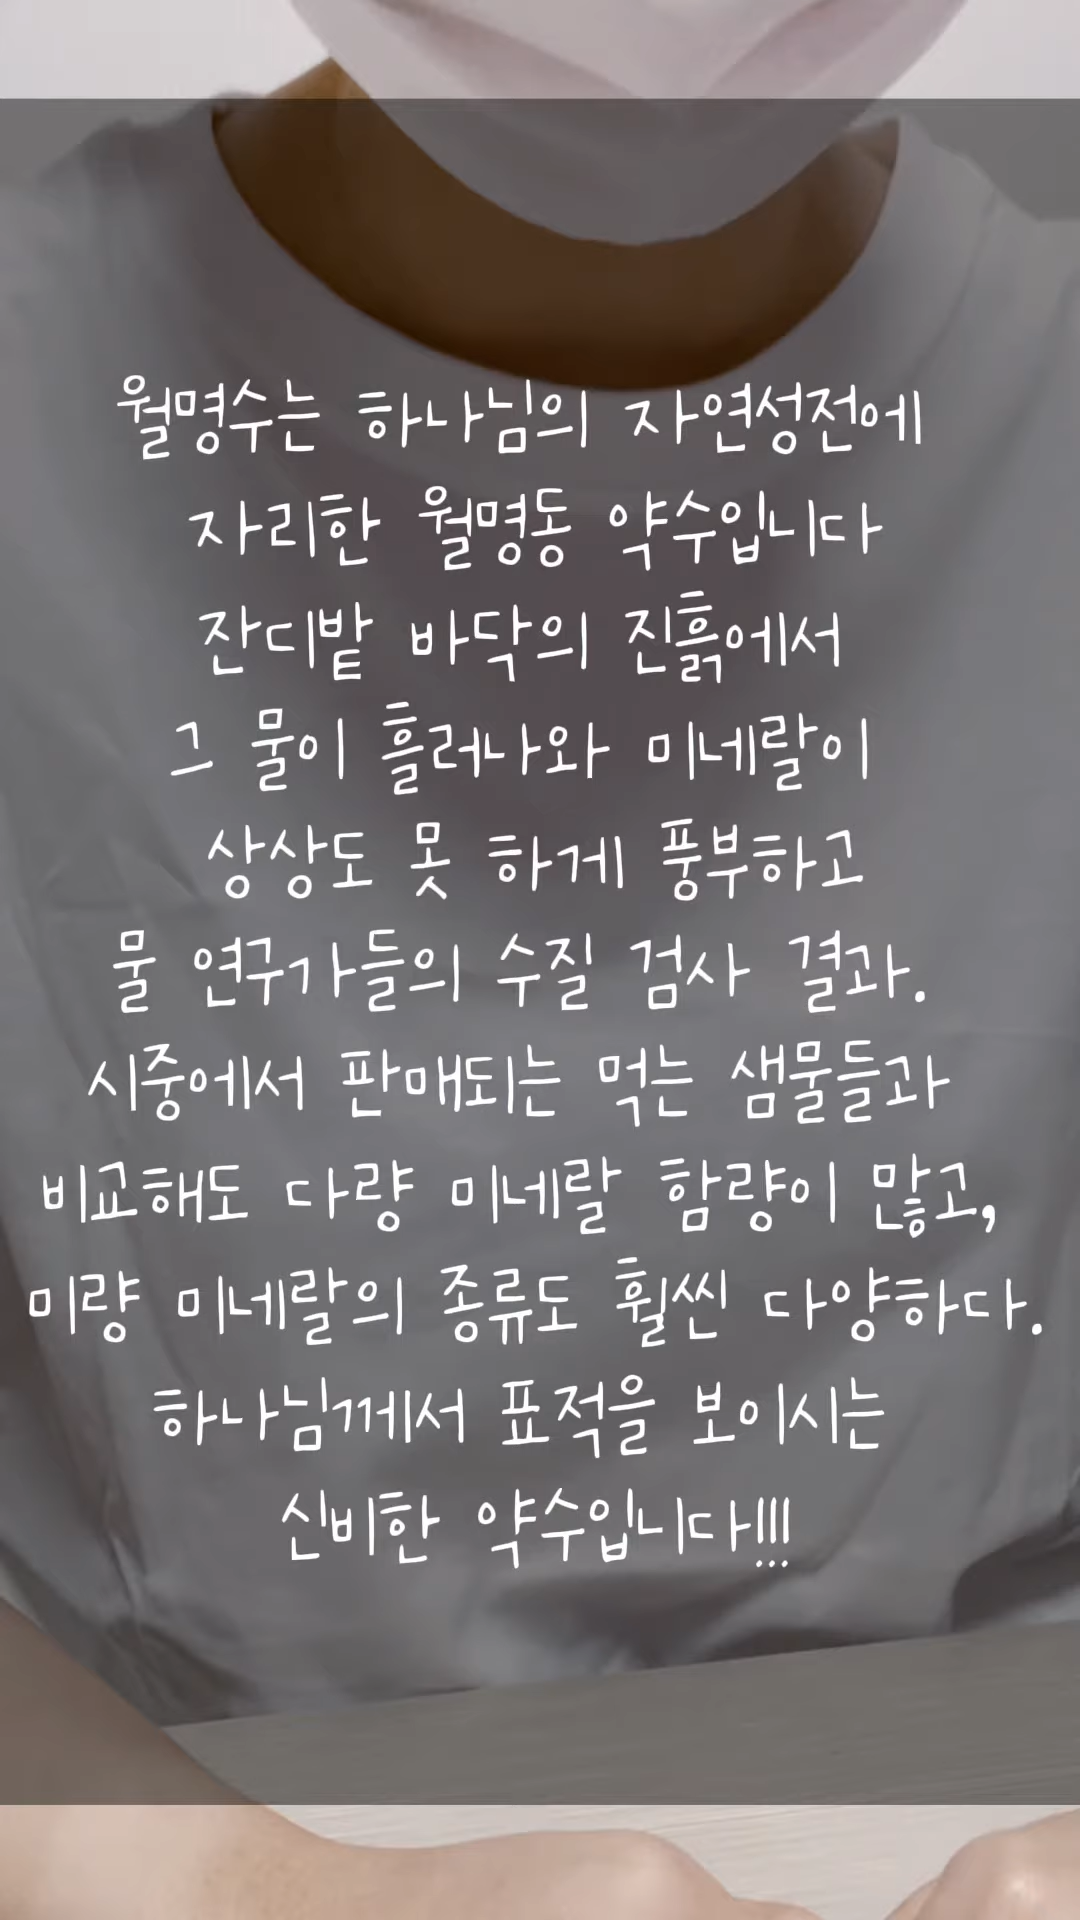 월명수는 하나님의 자연성전에
자리한 월명동 약수입니다
잔디밭 바닥의 진흙에서
그 물이 흘러나와 미네랄이
상상도 못 하게 풍부하고
물 연구가들의 수질 검사 결과.
시중에서 판매되는 먹는 샘물들과
비교해도 다량 미네랄 함량이 많고,
미량 미네랄의 종류도 훨씬 다양하다.
하나님께서 표적을 보이시는
신비한 약수입니다!!!